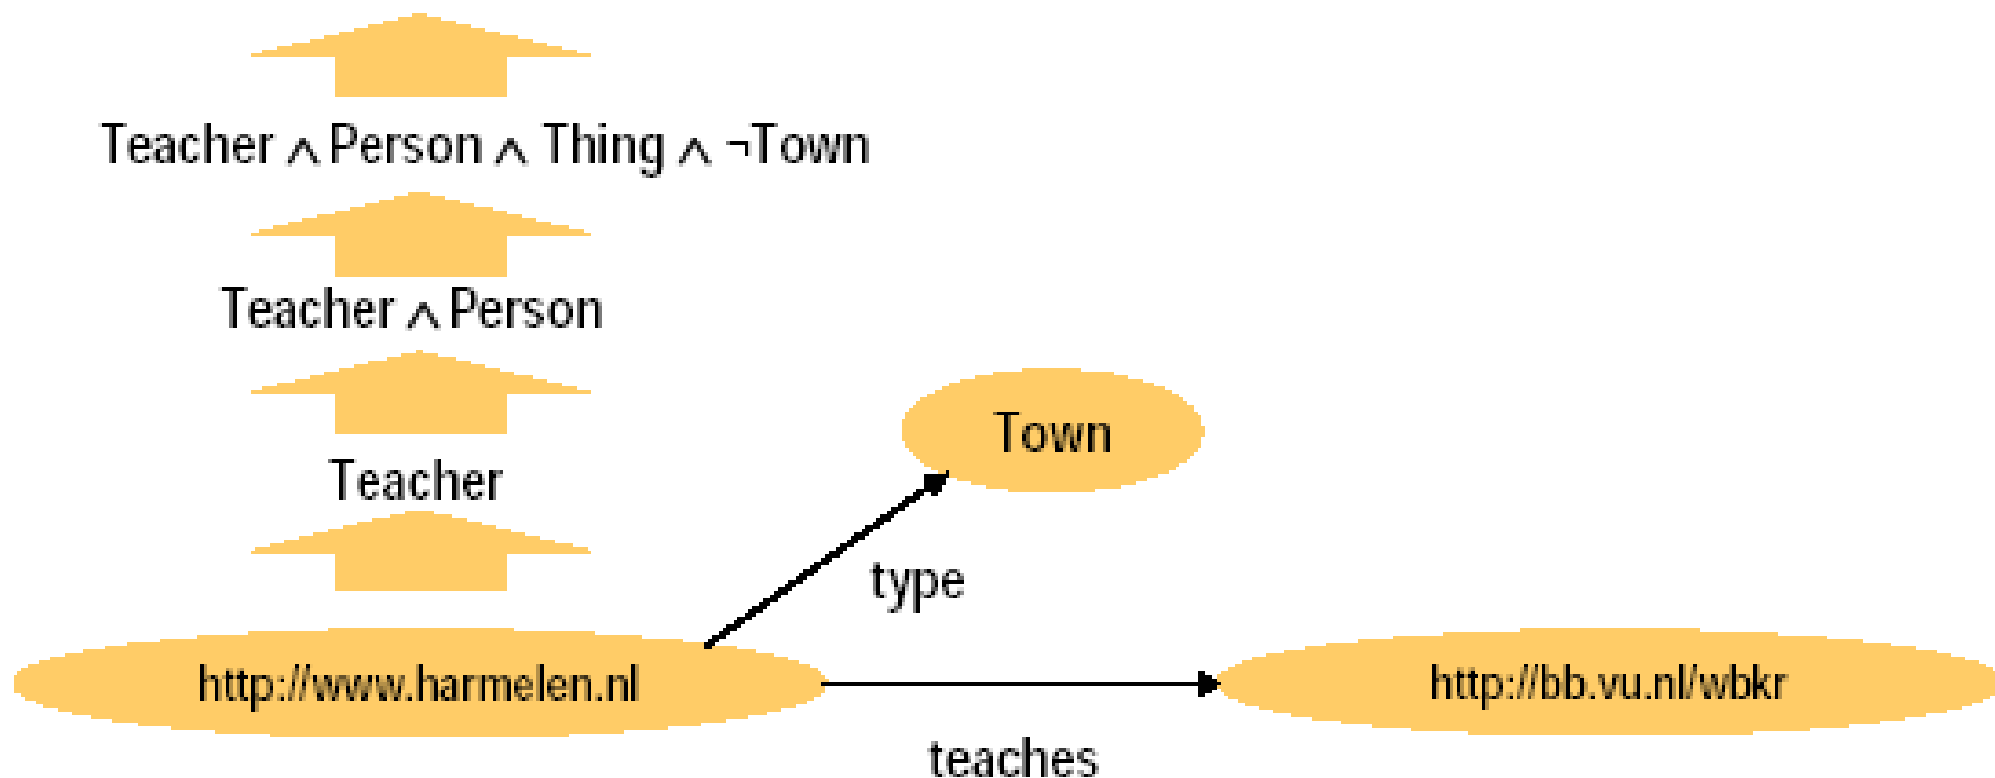 Teacher ∧ Person ∧ Thing ∧ ¬Town
Teacher ∧ Person
Teacher
Town
type
http://www.harmelen.nl
http://bb.vu.nl/wbkr
teaches